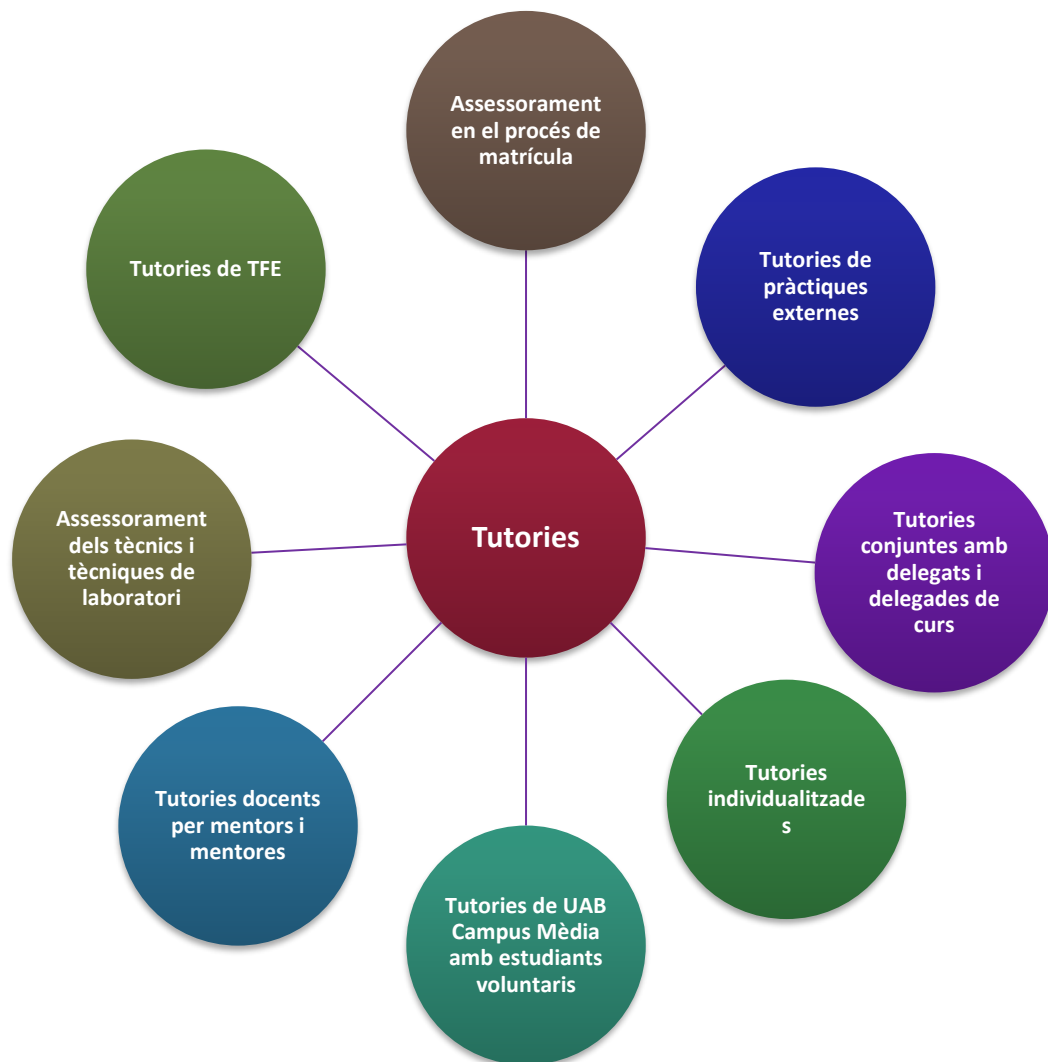 Assessorament
en el procés de
matrícula
Tutories de TFE
Tutories de
pràctiques
externes
Tutories
Assessorament
dels tècnics i
tècniques de
laboratori
Tutories
conjuntes amb
delegats i
delegades de
curs
Tutories docents
per mentors i
mentores
Tutories
individualitzade
s
Tutories de UAB
Campus Mèdia
amb estudiants
voluntaris